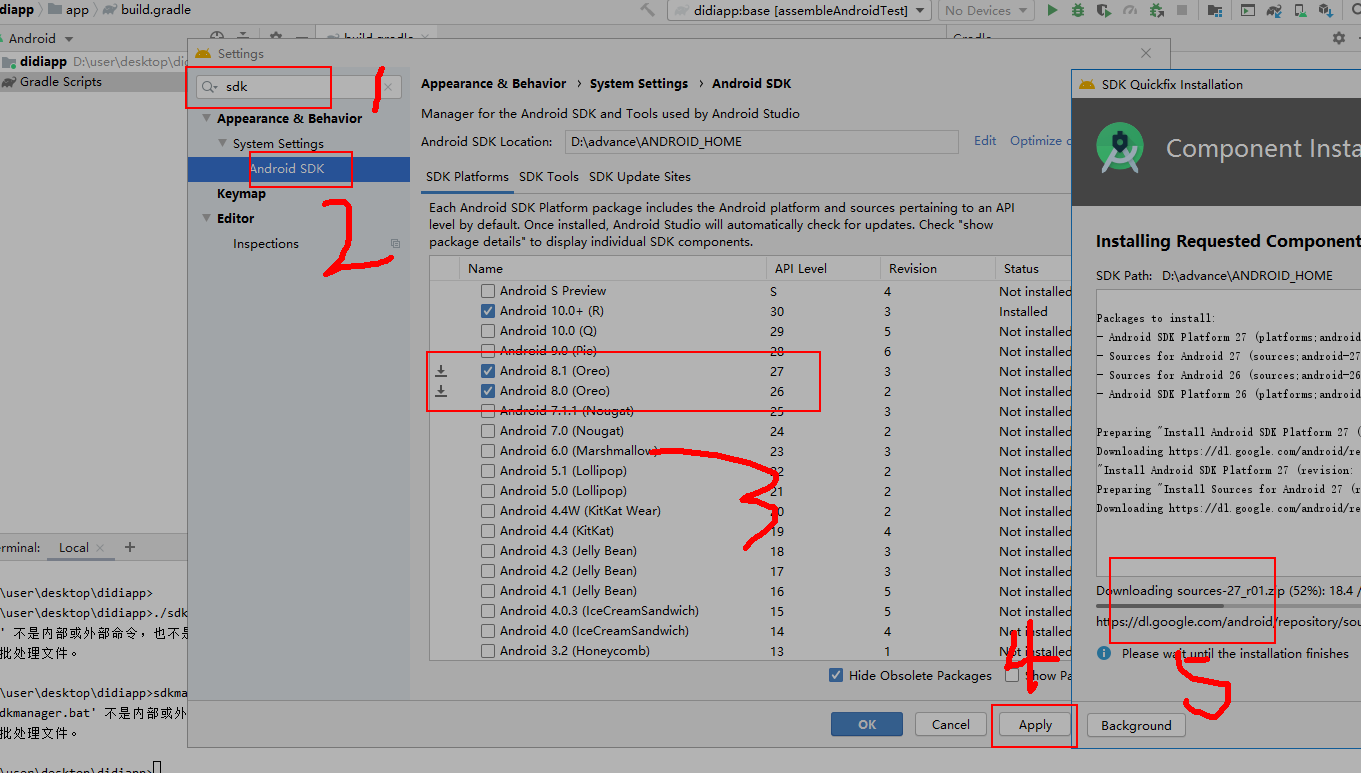 didiapp › app › build.gradle
didiapp:base [assembleAndroidTest]
No Devices
Android
build.gradle
Gradle
didiapp D:\user\desktop\did
Gradle Scripts
Settings
sdk
1
Appearance & Behavior
System Settings
Android SDK
2
Keymap
Editor
Inspections
Appearance & Behavior › System Settings › Android SDK
Manager for the Android SDK and Tools used by Android Studio
Android SDK Location: D:\advance\ANDROID_HOME Edit Optimize
SDK Platforms SDK Tools SDK Update Sites
Each Android SDK Platform package includes the Android platform and sources pertaining to an API
level by default. Once installed, Android Studio will automatically check for updates. Check "show
package details" to display individual SDK components.
Name API Level Revision Status
Android S Preview S 4 Not installed
Android 10.0+ (R) 30 3 Installed
Android 10.0 (Q) 29 5 Not installed
Android 9.0 (Pie) 28 6 Not installed
Android 8.1 (Oreo) 27 3 Not installed
Android 8.0 (Oreo) 26 2 Not installed
Android 7.1.1 (Nougat) 25 3 Not installed
Android 7.0 (Nougat) 24 2 Not installed
Android 6.0 (Marshmallow) 23 3 Not installed
Android 5.1 (Lollipop) 22 2 Not installed
Android 5.0 (Lollipop) 21 2 Not installed
Android 4.4W (KitKat Wear) 20 2 Not installed
Android 4.4 (KitKat) 19 4 Not installed
Android 4.3 (Jelly Bean) 18 3 Not installed
Android 4.2 (Jelly Bean) 17 3 Not installed
Android 4.1 (Jelly Bean) 16 5 Not installed
Android 4.0.3 (IceCreamSandwich) 15 5 Not installed
Android 4.0 (IceCreamSandwich) 14 4 Not installed
Android 3.2 (Honeycomb) 13 1 Not installed
3
Hide Obsolete Packages Show Pa
4
OK Cancel Apply
SDK Quickfix Installation
Component Insta
Installing Requested Component
SDK Path: D:\advance\ANDROID_HOME
Packages to install:
- Android SDK Platform 27 (platforms;android
- Sources for Android 27 (sources;android-27
- Sources for Android 26 (sources;android-26
- Android SDK Platform 26 (platforms;android
Preparing "Install Android SDK Platform 27 (
Downloading https://dl.google.com/android/re
"Install Android SDK Platform 27 (revision:
Preparing "Install Sources for Android 27 (r
Downloading https://dl.google.com/android/re
Downloading sources-27_r01.zip (52%): 18.4 /
https://dl.google.com/android/repository/sou
Please wait until the installation finishes
5
Background
erminal: Local
\user\desktop\didiapp>
\user\desktop\didiapp>./sdk
' 不是内部或外部命令，也不是
批处理文件。
\user\desktop\didiapp>sdkma
dkmanager.bat' 不是内部或外
批处理文件。
\user\desktop\didiapp>